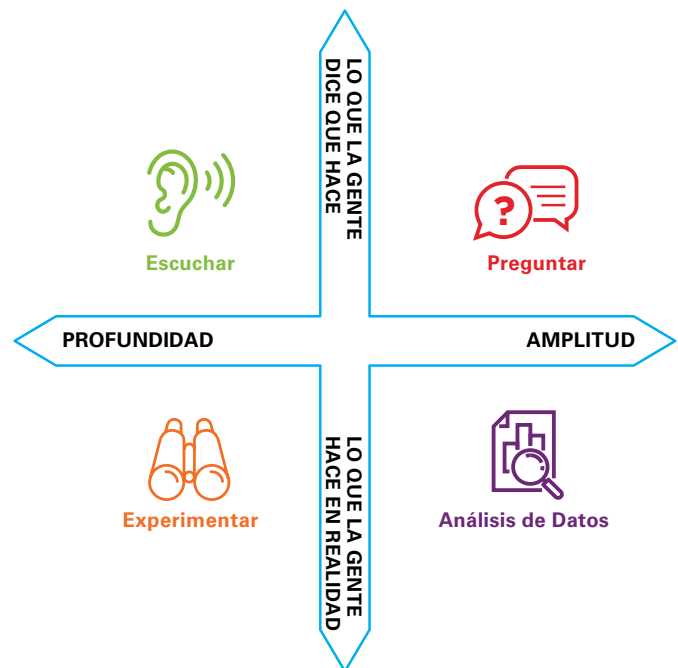 LO QUE LA GENTE
DICE QUE HACE
?
Escuchar
Preguntar
PROFUNDIDAD
AMPLITUD
Experimentar
LO QUE LA GENTE
HACE EN REALIDAD
Análisis de Datos